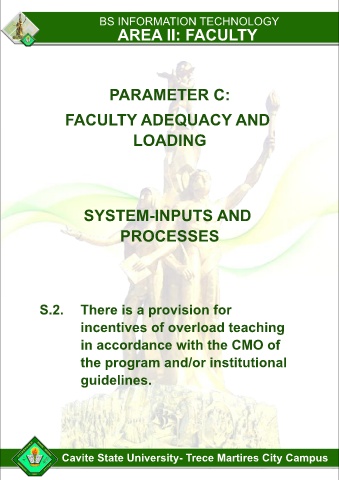 BS INFORMATION TECHNOLOGY
AREA II: FACULTY
PARAMETER C:
FACULTY ADEQUACY AND
LOADING
SYSTEM-INPUTS AND
PROCESSES
S.2. There is a provision for
incentives of overload teaching
in accordance with the CMO of
the program and/or institutional
guidelines.
Cavite State University- Trece Martires City Campus